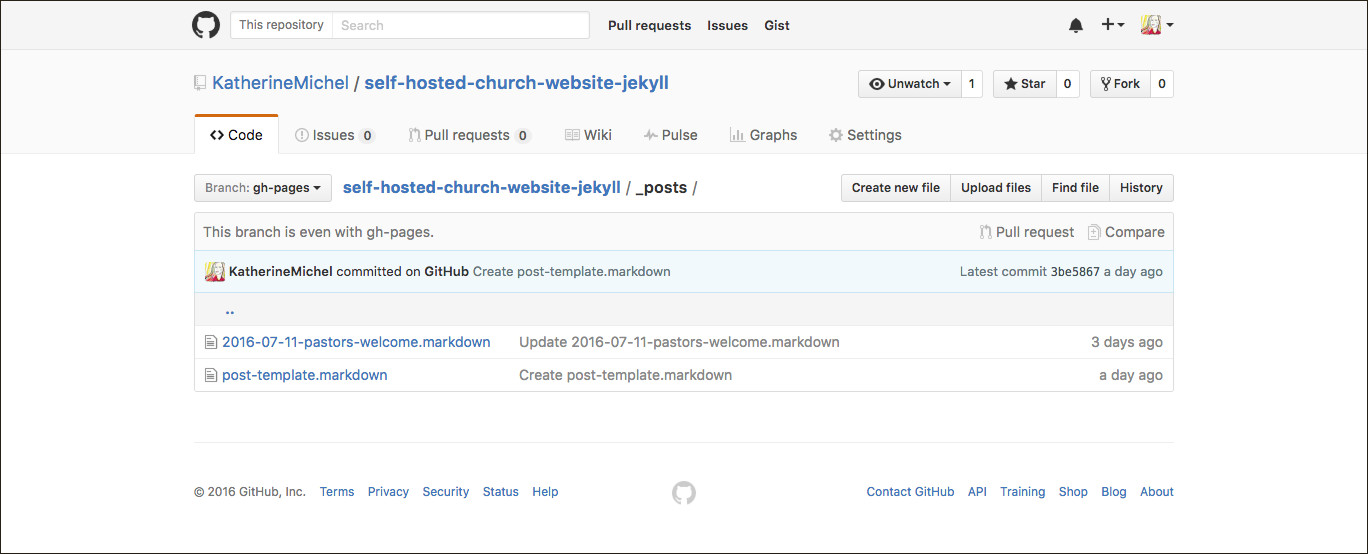 This repository Search Pull requests Issues Gist
KatherineMichel / self-hosted-church-website-jekyll Unwatch 1 Star 0 Fork 0
Code Issues 0 Pull requests 0 Wiki Pulse Graphs Settings
Branch: gh-pages self-hosted-church-website-jekyll / _posts / Create new file Upload files Find file History
This branch is even with gh-pages. Pull request Compare
KatherineMichel committed on GitHub Create post-template.markdown Latest commit 3be5867 a day ago
..
2016-07-11-pastors-welcome.markdown Update 2016-07-11-pastors-welcome.markdown 3 days ago
post-template.markdown Create post-template.markdown a day ago
© 2016 GitHub, Inc. Terms Privacy Security Status Help Contact GitHub API Training Shop Blog About